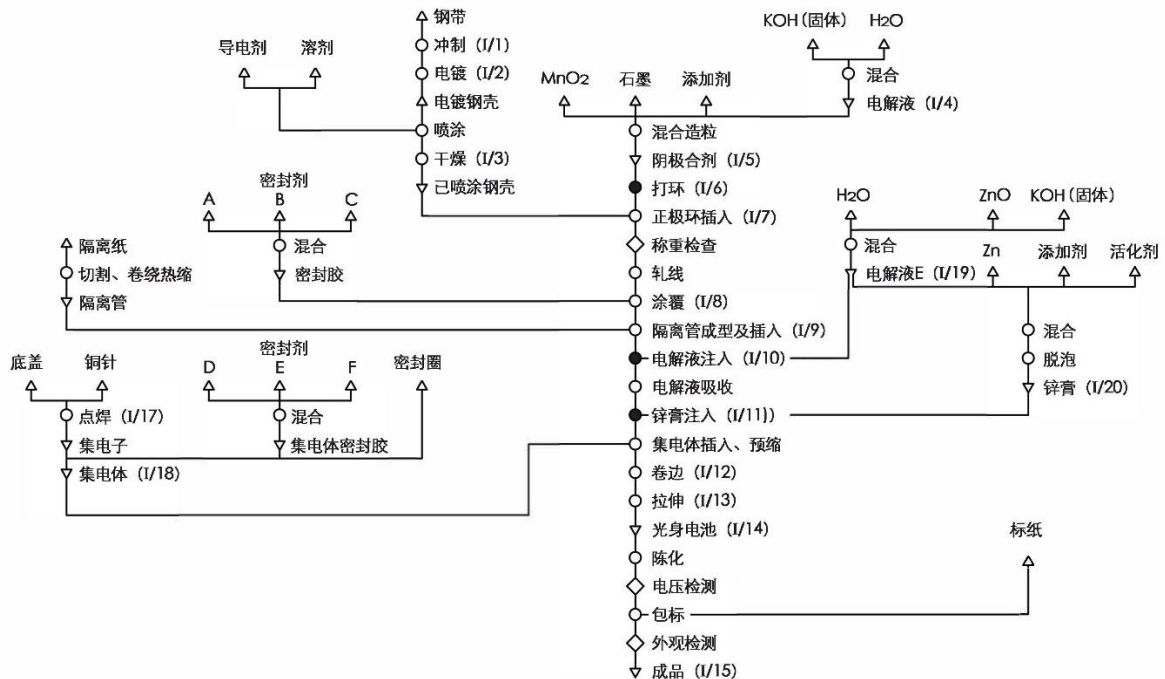 钢带
冲制 (I/1)
电镀 (I/2)
电镀钢壳
喷涂
干燥 (I/3)
已喷涂钢壳
导电剂
溶剂
KOH(固体)
H2O
混合
电解液 (I/4)
MnO2
石墨
添加剂
混合造粒
阴极合剂 (I/5)
打环 (I/6)
正极环插入 (I/7)
称重检查
轧线
涂覆 (I/8)
隔离管成型及插入 (I/9)
电解液注入 (I/10)
电解液吸收
锌膏注入 (I/11))
集电体插入、预缩
卷边 (I/12)
拉伸 (I/13)
光身电池 (I/14)
陈化
电压检测
包标
外观检测
成品 (I/15)
密封剂
A
B
C
混合
密封胶
隔离纸
切割、卷绕热缩
隔离管
底盖
铜针
点焊 (I/17)
集电子
集电体 (I/18)
密封剂
D
E
F
混合
集电体密封胶
密封圈
H2O
ZnO
KOH(固体)
混合
电解液E (I/19)
Zn
添加剂
活化剂
混合
脱泡
锌膏 (I/20)
标纸